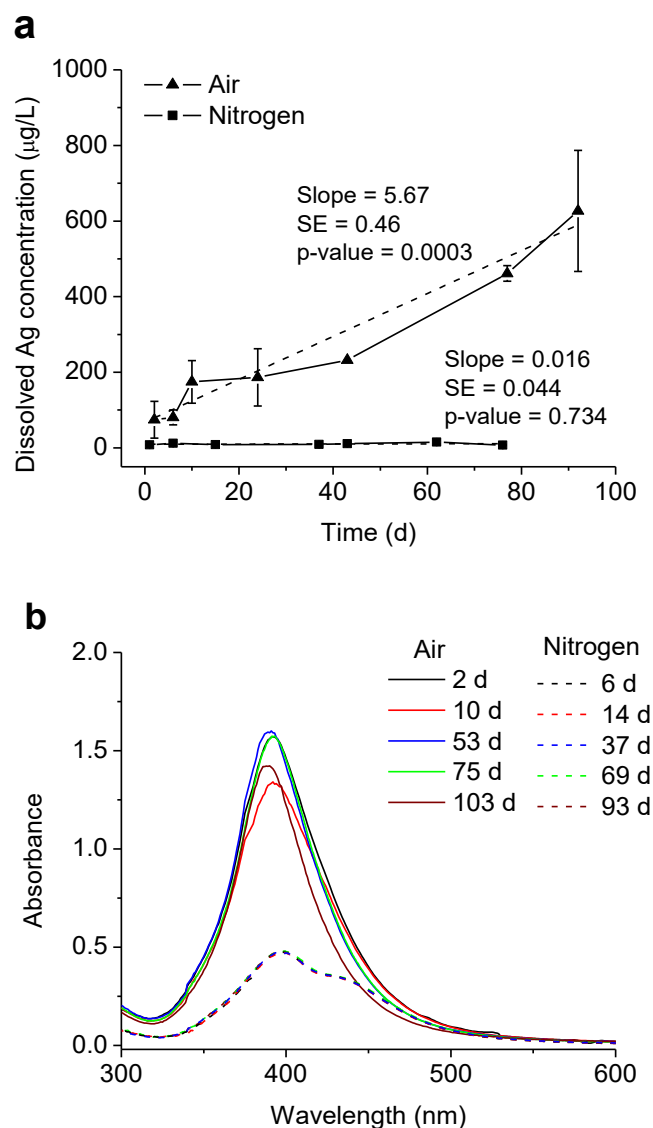 a
1000
800
600
400
200
0
Dissolved Ag concentration (μg/L)
Air
Nitrogen
Slope = 5.67
SE = 0.46
p-value = 0.0003
Slope = 0.016
SE = 0.044
p-value = 0.734
0 20 40 60 80 100
Time (d)
b
2.0
1.5
1.0
0.5
0.0
Absorbance
Air Nitrogen
2 d 6 d
10 d 14 d
53 d 37 d
75 d 69 d
103 d 93 d
300 400 500 600
Wavelength (nm)